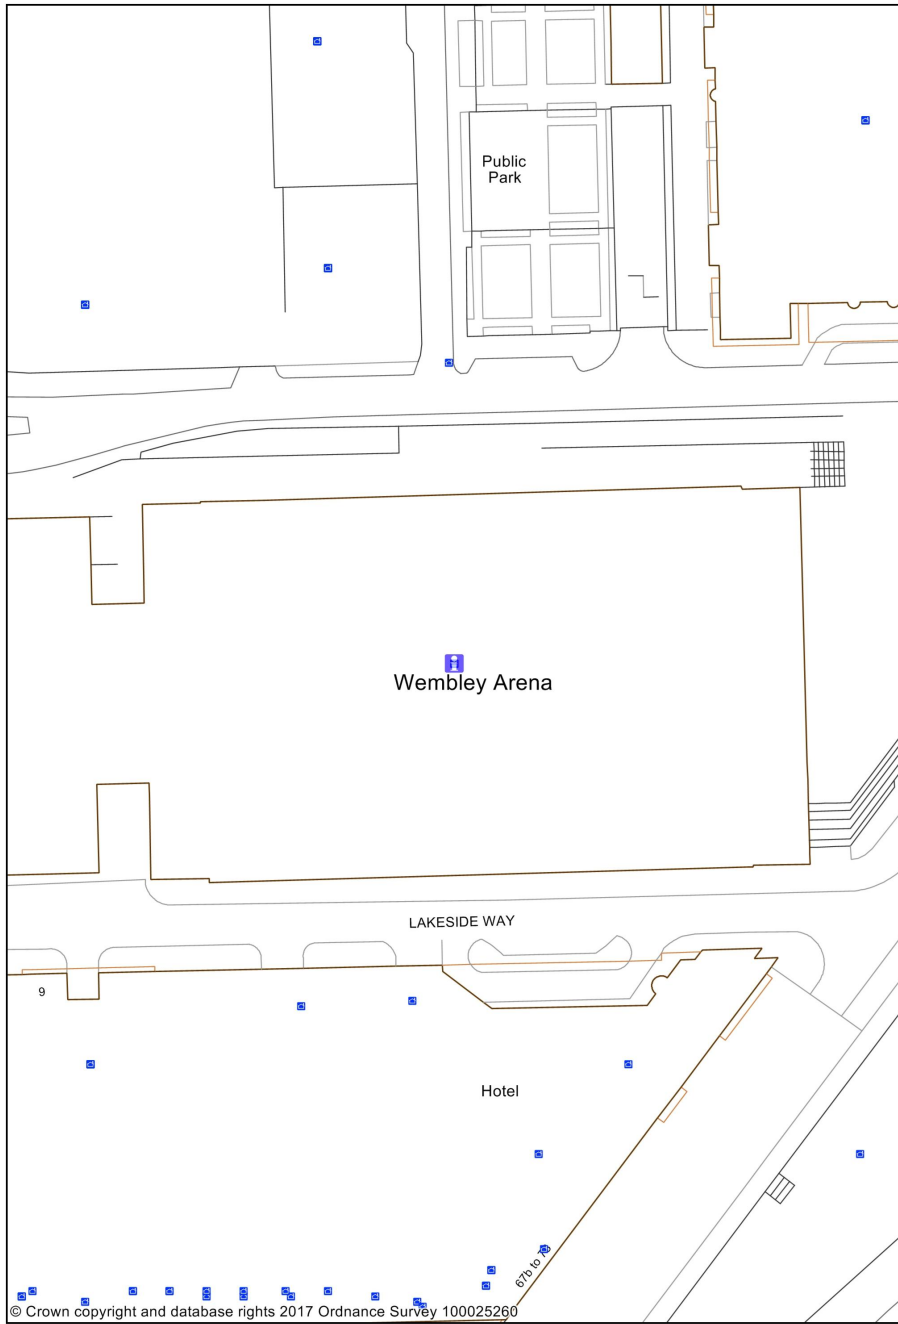 Public
Park
Wembley Arena
LAKESIDE WAY
9
Hotel
67b to
© Crown copyright and database rights 2017 Ordnance Survey 100025260